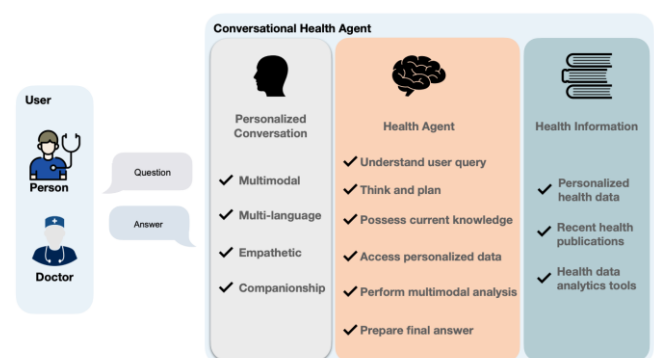 Conversational Health Agent
User
Person
Doctor
Question
Answer
Personalized
Conversation
Multimodal
Multi-language
Empathetic
Companionship
Health Agent
Understand user query
Think and plan
Possess current knowledge
Access personalized data
Perform multimodal analysis
Prepare final answer
Health Information
Personalized
health data
Recent health
publications
Health data
analytics tools